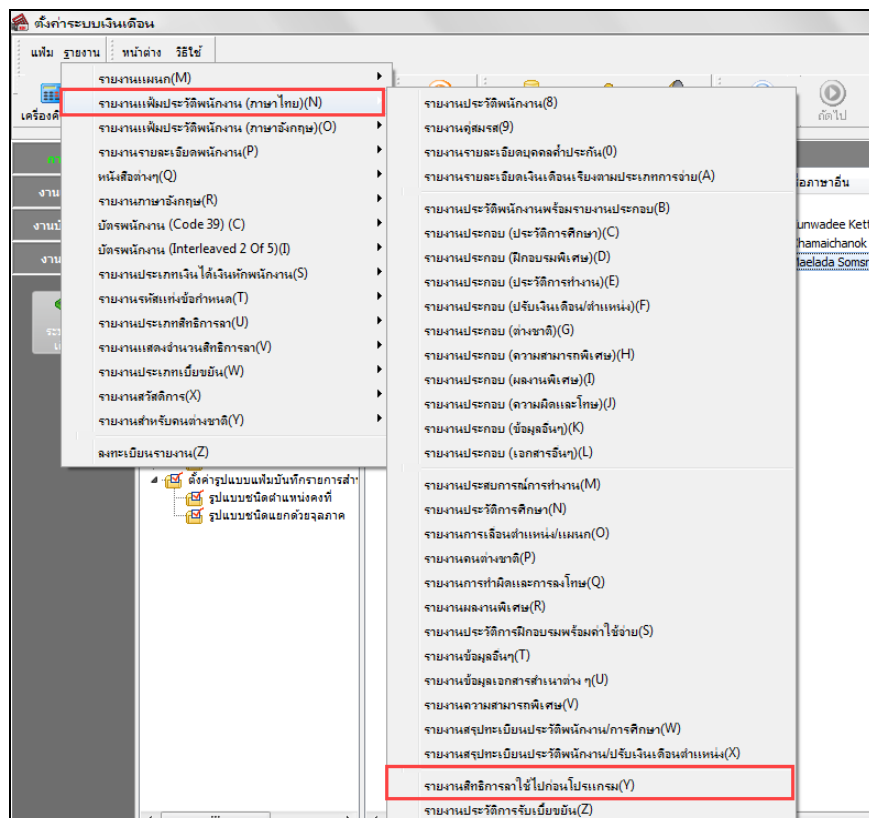 ตั้งค่าระบบเงินเดือน
แฟ้ม รายงาน หน้าต่าง วิธีใช้
รายงานแผนก(M)
รายงานแฟ้มประวัติพนักงาน (ภาษาไทย)(N)
รายงานแฟ้มประวัติพนักงาน (ภาษาอังกฤษ)(O)
รายงานรายละเอียดพนักงาน(P)
หนังสือต่างๆ(Q)
รายงานภาษาอังกฤษ(R)
บัตรพนักงาน (Code 39) (C)
บัตรพนักงาน (Interleaved 2 Of 5)(I)
รายงานประเภทเงินได้เงินหักพนักงาน(S)
รายงานรหัสแท่งข้อกำหนด(T)
รายงานประเภทสิทธิการลา(U)
รายงานแสดงจำนวนสิทธิการลา(V)
รายงานประเภทเบี้ยขยัน(W)
รายงานสวัสดิการ(X)
รายงานสำหรับคนต่างชาติ(Y)
ลงทะเบียนรายงาน(Z)
รายงานประวัติพนักงาน(8)
รายงานคู่สมรส(9)
รายงานรายละเอียดบุคคลค้ำประกัน(0)
รายงานรายละเอียดเงินเดือนเรียงตามประเภทการจ่าย(A)
รายงานประวัติพนักงานพร้อมรายงานประกอบ(B)
รายงานประกอบ (ประวัติการศึกษา)(C)
รายงานประกอบ (ฝึกอบรมพิเศษ)(D)
รายงานประกอบ (ประวัติการทำงาน)(E)
รายงานประกอบ (ปรับเงินเดือน/ตำแหน่ง)(F)
รายงานประกอบ (ต่างชาติ)(G)
รายงานประกอบ (ความสามารถพิเศษ)(H)
รายงานประกอบ (ผลงานพิเศษ)(I)
รายงานประกอบ (ความผิดและโทษ)(J)
รายงานประกอบ (ข้อมูลอื่นๆ)(K)
รายงานประกอบ (เอกสารอื่นๆ)(L)
รายงานประสบการณ์การทำงาน(M)
รายงานประวัติการศึกษา(N)
รายงานการเลื่อนตำแหน่ง/แผนก(O)
รายงานคนต่างชาติ(P)
รายงานการทำผิดและการลงโทษ(Q)
รายงานผลงานพิเศษ(R)
รายงานประวัติการฝึกอบรมพร้อมค่าใช้จ่าย(S)
รายงานข้อมูลอื่นๆ(T)
รายงานข้อมูลเอกสารสำเนาต่าง ๆ(U)
รายงานความสามารถพิเศษ(V)
รายงานสรุปทะเบียนประวัติพนักงาน/การศึกษา(W)
รายงานสรุปทะเบียนประวัติพนักงาน/ปรับเงินเดือนตำแหน่ง(X)
รายงานสิทธิการลาใช้ไปก่อนโปรแกรม(Y)
รายงานประวัติการรับเบี้ยขยัน(Z)
เครื่องคิ
ถัดไป
งาน
งานบั
งาน
ระบ
อภาษาอื่น
unwadee Kett
hamaichanok
aelada Somsr
ตั้งค่ารูปแบบแฟ้มบันทึกรายการสำ
รูปแบบชนิดตำแหน่งคงที่
รูปแบบชนิดแยกด้วยจุลภาค